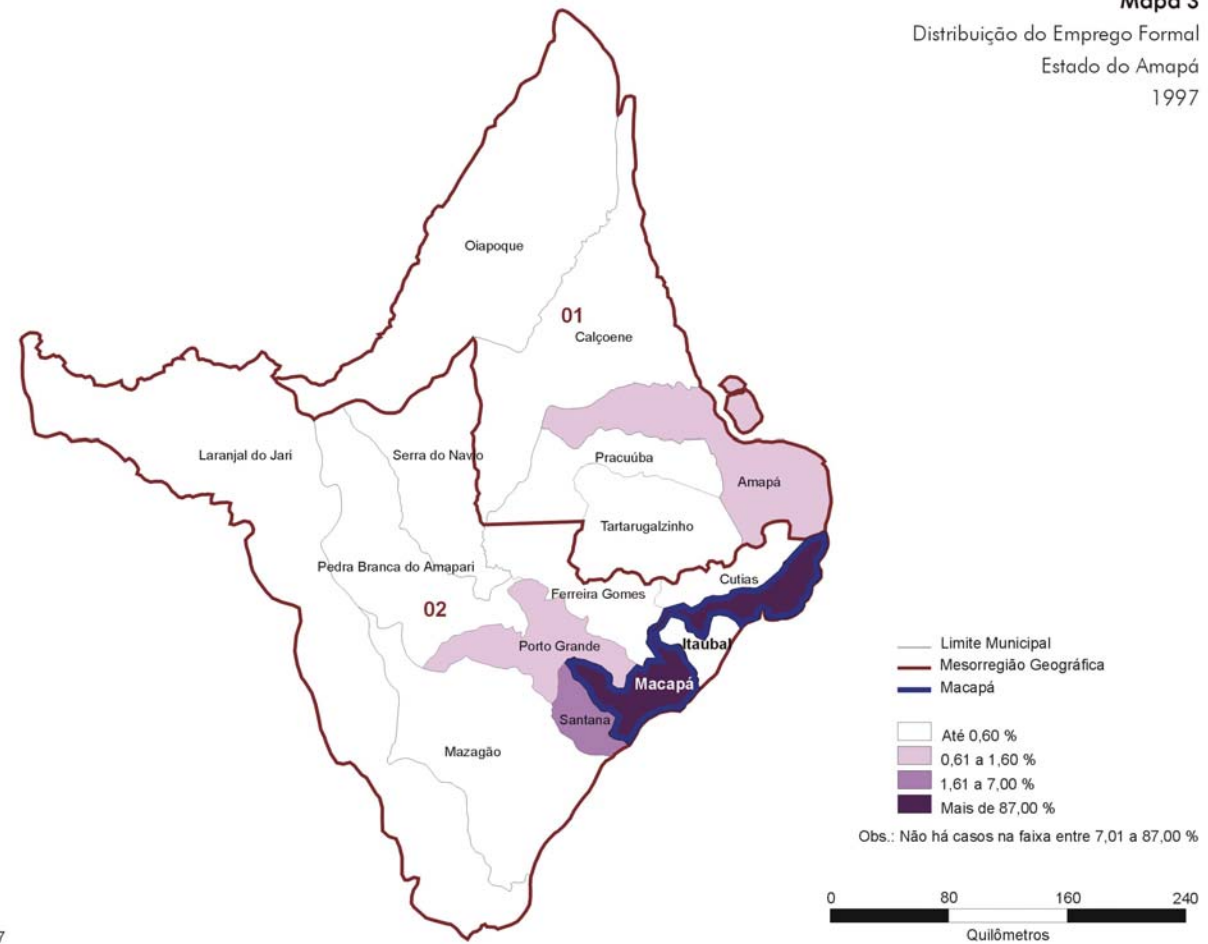 Mapa 3
Distribuição do Emprego Formal
Estado do Amapá
1997
Oiapoque
01
Calçoene
Laranjal do Jari
Serra do Navio
Pracuúba
Amapá
Tartarugalzinho
Pedra Branca do Amapari
Cutias
Ferreira Gomes
02
Itaúbal
Porto Grande
Macapá
Santana
Mazagão
Limite Municipal
Mesorregião Geográfica
Macapá
Até 0,60 %
0,61 a 1,60 %
1,61 a 7,00 %
Mais de 87,00 %
Obs.: Não há casos na faixa entre 7,01 a 87,00 %
0 80 160 240
Quilômetros
7